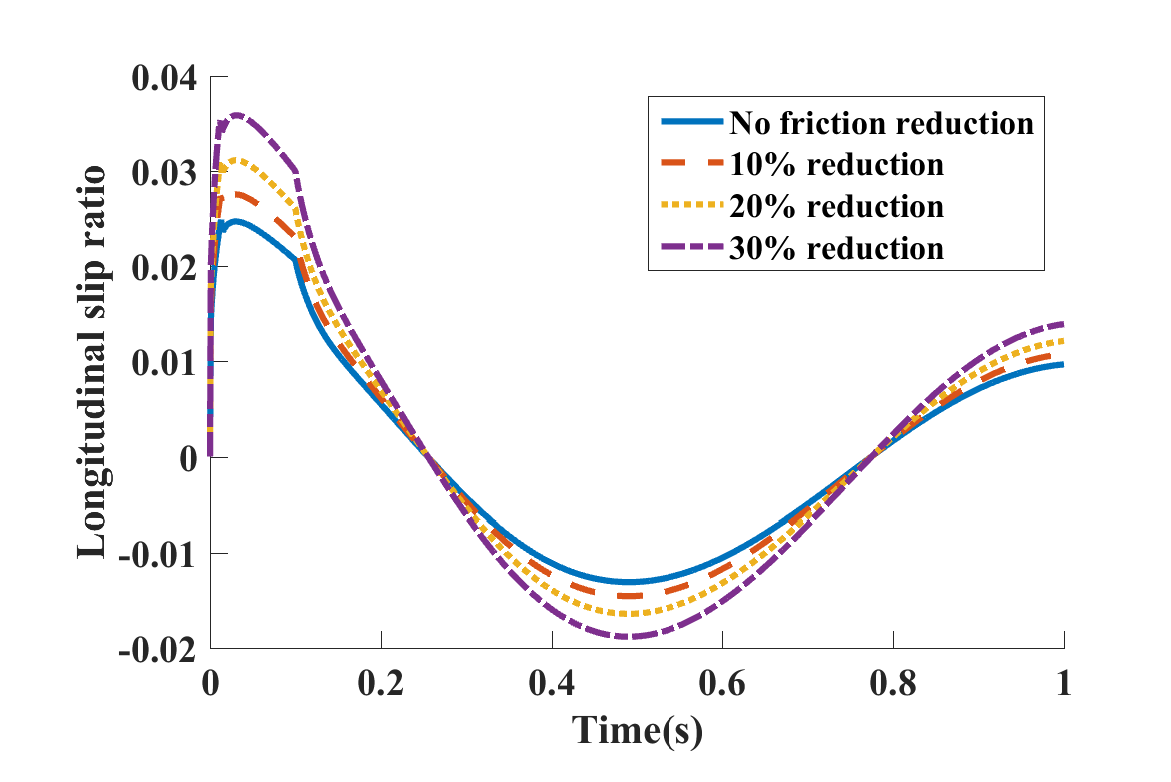 0.04
0.03
0.02
0.01
0
-0.01
-0.02
Longitudinal slip ratio
No friction reduction
10% reduction
20% reduction
30% reduction
0 0.2 0.4 0.6 0.8 1
Time(s)